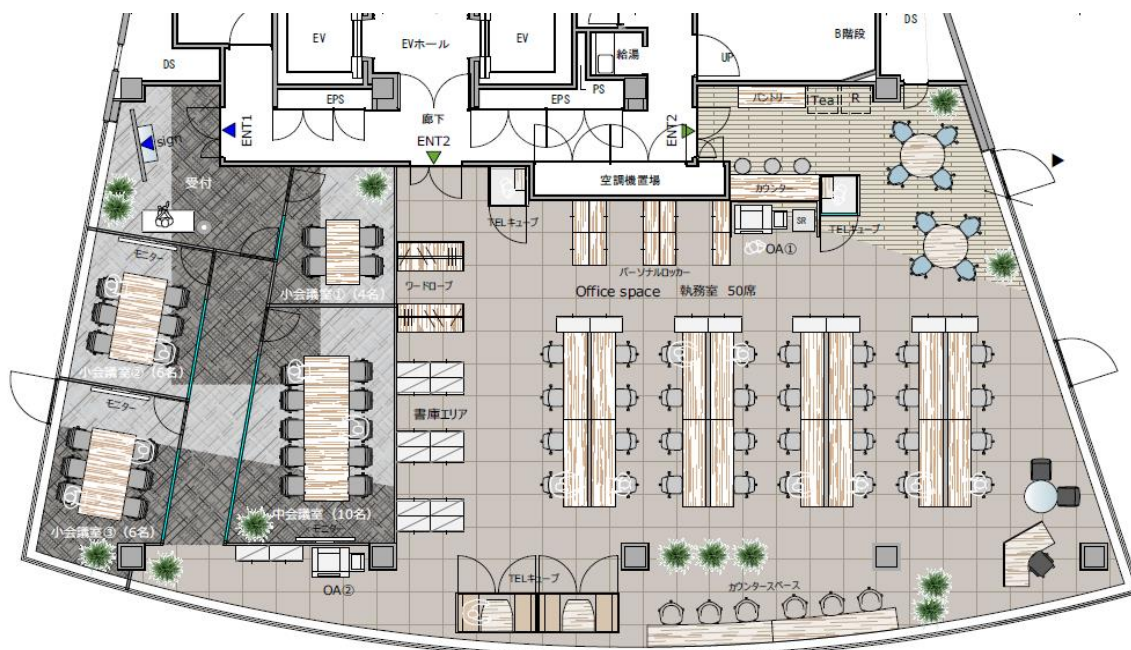 EV
EVホール
EV
給湯
B階段
DS
DS
UP
EPS
EPS
PS
パントリー
Tea
R
ENT1
廊下
ENT2
ENT2
sign
受付
空調機置場
カウンター
TELキューブ
SR
TELキューブ
OA①
モニター
小会議室①(4名)
ワードローブ
パーソナルロッカー
Office space 執務室 50席
小会議室②(6名)
モニター
書庫エリア
小会議室③(6名)
中会議室(10名)
モニター
OA②
TELキューブ
カウンタースペース